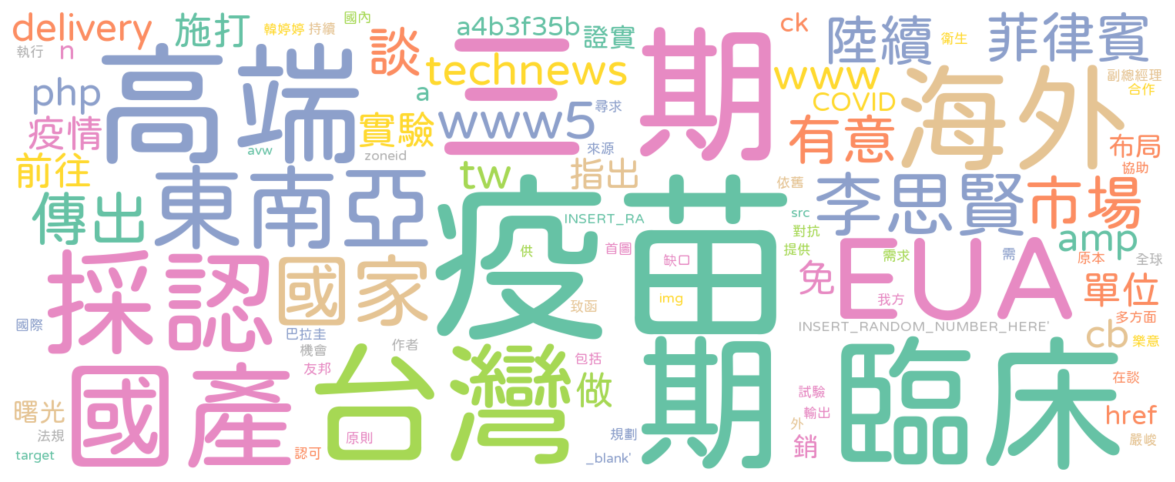 delivery
施打
國內
韓婷婷
持續
執行
n
談
a4b3f35b
證實
ck
陸續
衛生
菲律賓
副總經理
合作
高端
三期
technews
www
COVID
海外
php
疫情
a
實驗
www5
尋求
來源
有意
布局
協助
前往
avw
zoneid
tw
指出
依舊
李思賢
市場
傳出
東南亞
疫苗
INSERT_RA
src
對抗
提供
amp
採認
國家
供
首圖
缺口
免
EUA
需求
需
原本
全球
img
致函
我方
單位
多方面
國際
巴拉圭
機會
作者
INSERT_RANDOM_NUMBER_HERE'
cb
樂意
友邦
包括
國產
台灣
做
期
臨床
在談
試驗
輸出
外
href
曙光
法規
原則
規劃
銷
嚴峻
target
認可
_blank'